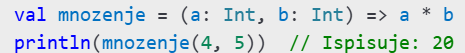 val mnozenje = (a: Int, b: Int) => a * b
println(mnozenje(4, 5))  // Ispisuje: 20